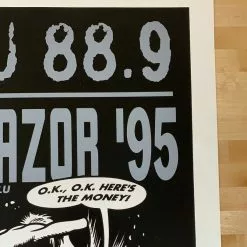 88.9
AZOR '95
O.K., O.K. HERE'S
THE MONEY!